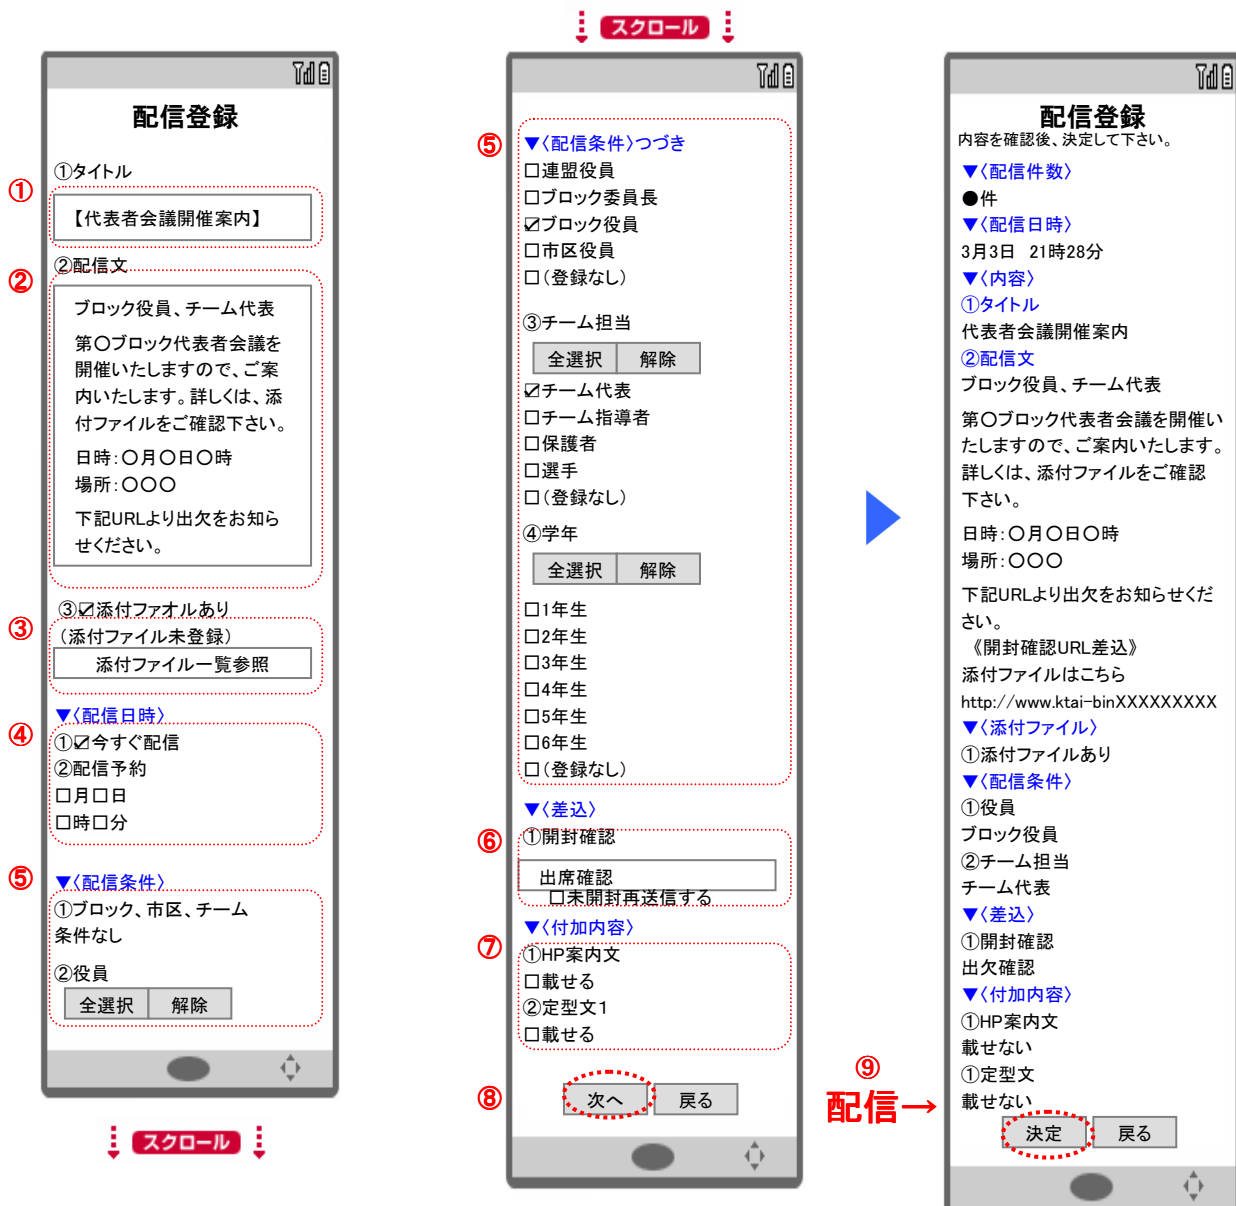 配信登録
①タイトル
①
【代表者会議開催案内】
②配信文
②
ブロック役員、チーム代表
第〇ブロック代表者会議を
開催いたしますので、ご案
内いたします。詳しくは、添
付ファイルをご確認下さい。
日時:〇月〇日〇時
場所:〇〇〇
下記URLより出欠をお知ら
せください。
③☑添付ファオルあり
③
(添付ファイル未登録)
添付ファイル一覧参照
▼〈配信日時〉
④
①☑今すぐ配信
②配信予約
□月□日
□時□分
⑤
▼〈配信条件〉
①ブロック、市区、チーム
条件なし
②役員
全選択 解除
スクロール
スクロール
⑤
▼〈配信条件〉つづき
□連盟役員
□ブロック委員長
☑ブロック役員
□市区役員
□(登録なし)
③チーム担当
全選択 解除
☑チーム代表
□チーム指導者
□保護者
□選手
□(登録なし)
④学年
全選択 解除
□1年生
□2年生
□3年生
□4年生
□5年生
□6年生
□(登録なし)
▼〈差込〉
⑥
①開封確認
出席確認
□未開封再送信する
▼〈付加内容〉
⑦
①HP案内文
□載せる
②定型文1
□載せる
⑧
次へ 戻る
⑨
配信→
配信登録
内容を確認後、決定して下さい。
▼〈配信件数〉
●件
▼〈配信日時〉
3月3日 21時28分
▼〈内容〉
①タイトル
代表者会議開催案内
②配信文
ブロック役員、チーム代表
第〇ブロック代表者会議を開催い
たしますので、ご案内いたします。
詳しくは、添付ファイルをご確認
下さい。
日時:〇月〇日〇時
場所:〇〇〇
下記URLより出欠をお知らせくだ
さい。
《開封確認URL差込》
添付ファイルはこちら
http://www.ktai-binXXXXXXXXX
▼〈添付ファイル〉
①添付ファイルあり
▼〈配信条件〉
①役員
ブロック役員
②チーム担当
チーム代表
▼〈差込〉
①開封確認
出欠確認
▼〈付加内容〉
①HP案内文
載せない
①定型文
載せない
決定 戻る